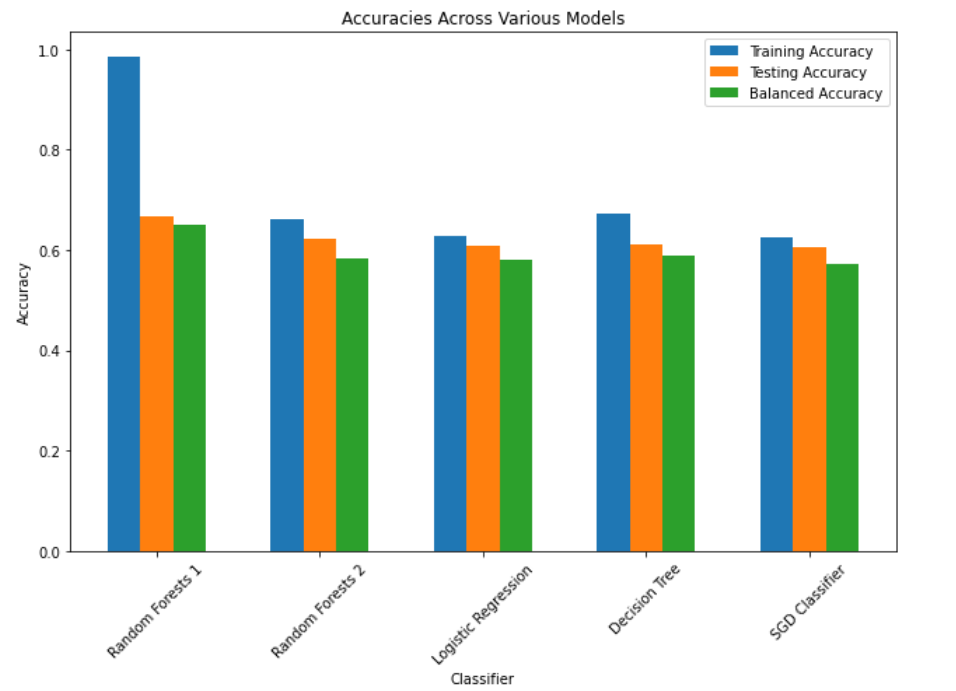 Accuracies Across Various Models
Training Accuracy
Testing Accuracy
Balanced Accuracy
1.0
0.8
0.6
0.4
0.2
0.0
Accuracy
Random Forests 1
Random Forests 2
Logistic Regression
Decision Tree
SGD Classifier
Classifier